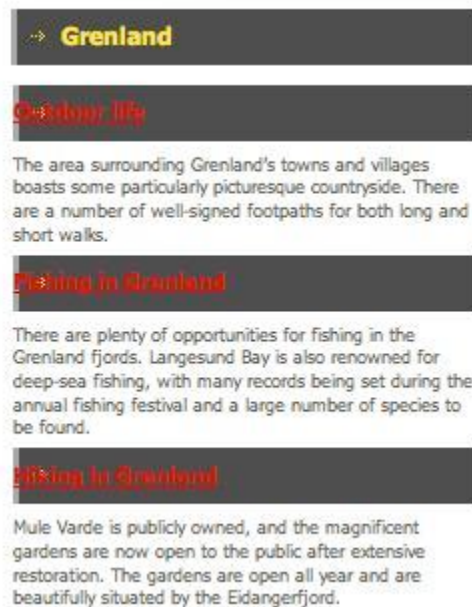 Grenland
Outdoor life
The area surrounding Grenland's towns and villages
boasts some particularly picturesque countryside. There
are a number of well-signed footpaths for both long and
short walks.
Fishing in Grenland
There are plenty of opportunities for fishing in the
Grenland fjords. Langesund Bay is also renowned for
deep-sea fishing, with many records being set during the
annual fishing festival and a large number of species to
be found.
Hiking in Grenland
Mule Varde is publicly owned, and the magnificent
gardens are now open to the public after extensive
restoration. The gardens are open all year and are
beautifully situated by the Eidangerfjord.